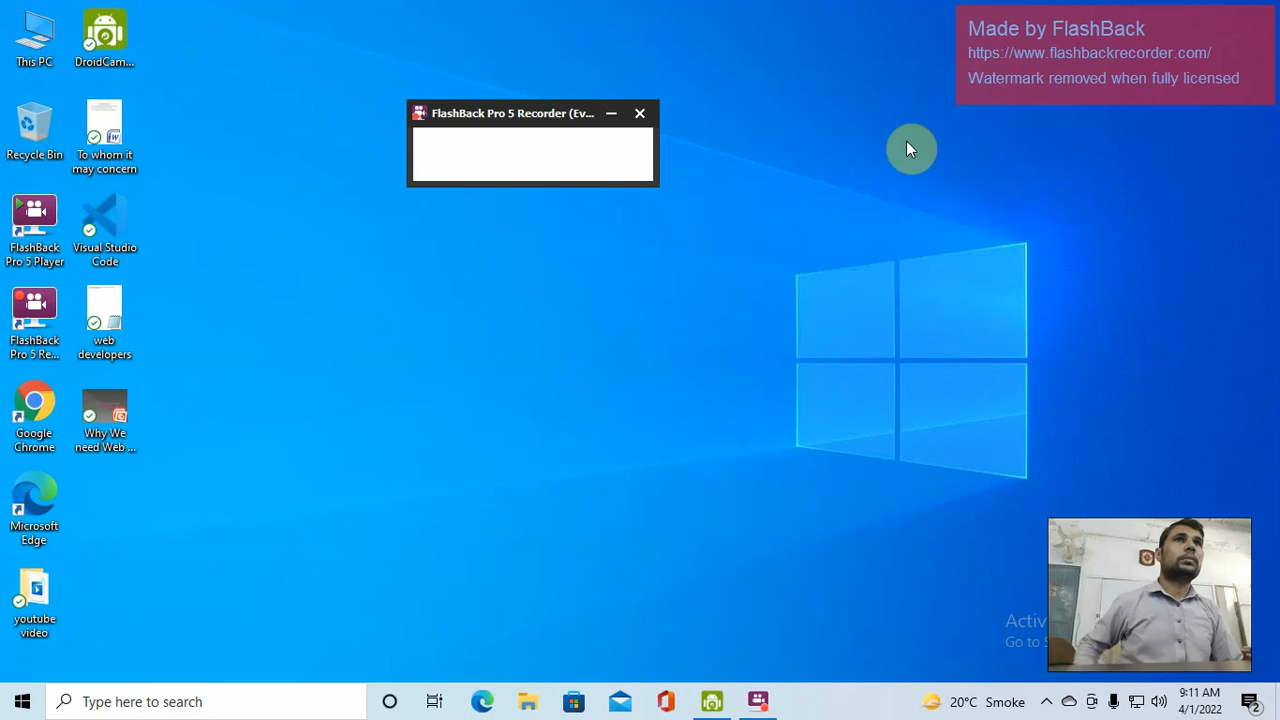 This PC
DroidCam...
Recycle Bin
To whom it
may concern
FlashBack
Pro 5 Player
Visual Studio
Code
FlashBack
Pro 5 Re...
web
developers
Google
Chrome
Why We
need Web ...
Microsoft
Edge
youtube
video
FlashBack Pro 5 Recorder (Ev...
Made by FlashBack
https://www.flashbackrecorder.com/
Watermark removed when fully licensed
Activ
Go to S
Type here to search
20°C Smoke
9:11 AM
4/1/2022
2